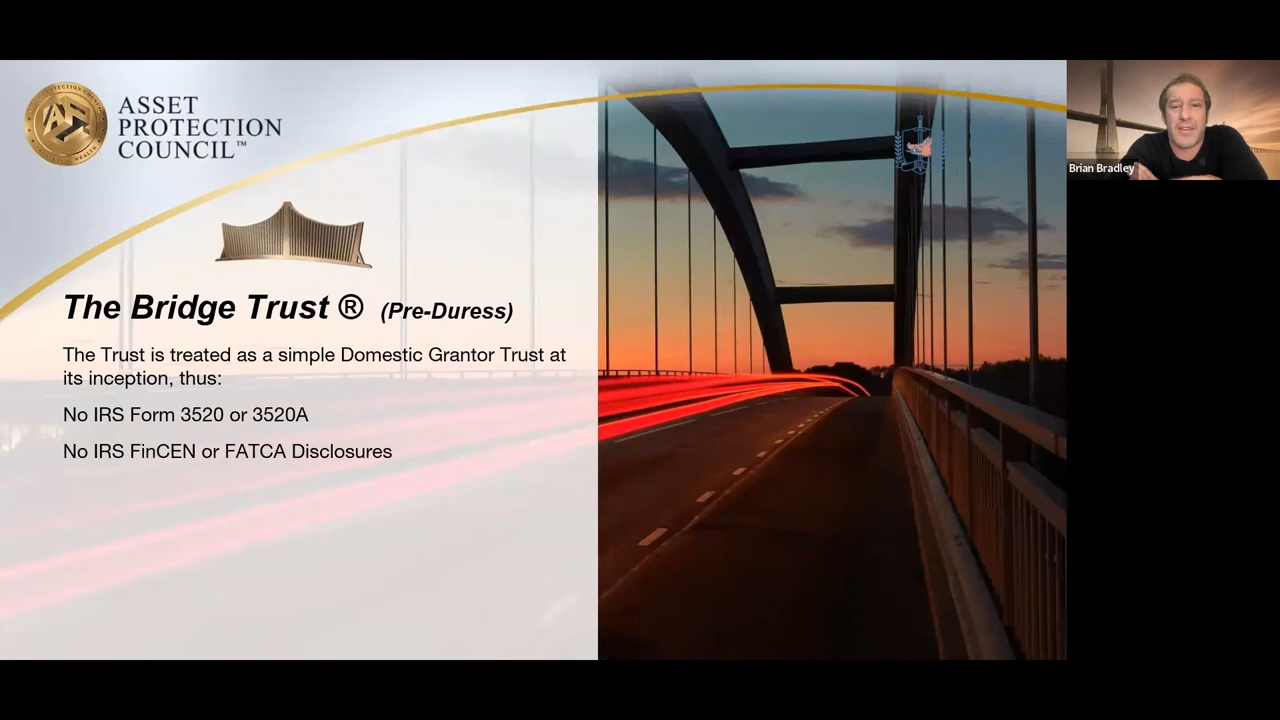 ASSET
PROTECTION
COUNCIL™
The Bridge Trust ® (Pre-Duress)
The Trust is treated as a simple Domestic Grantor Trust at
its inception, thus:
No IRS Form 3520 or 3520A
No IRS FinCEN or FATCA Disclosures
Brian Bradley